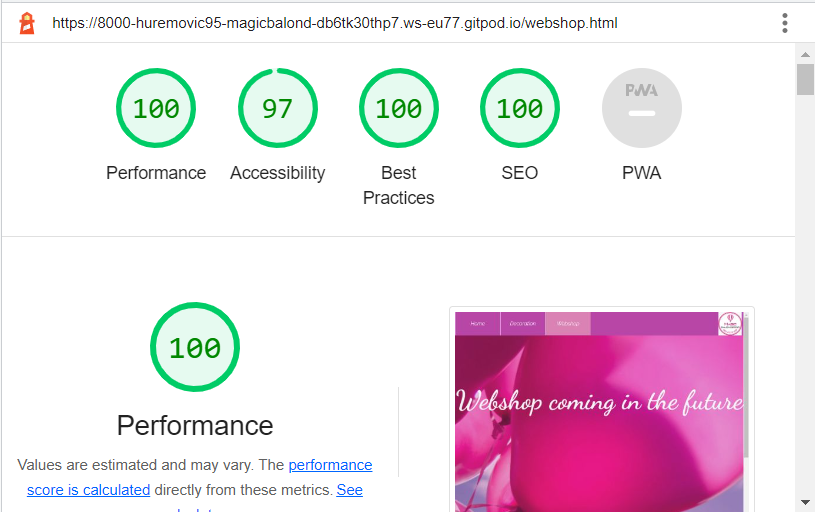 https://8000-huremovic95-magicbalond-db6tk30thp7.ws-eu77.gitpod.io/webshop.html
100
97
100
100
PWA
Performance
Accessibility
Best
Practices
SEO
PWA
100
Performance
Values are estimated and may vary. The performance
score is calculated directly from these metrics. See
Home
Decoration
Webshop
Webshop coming in the future